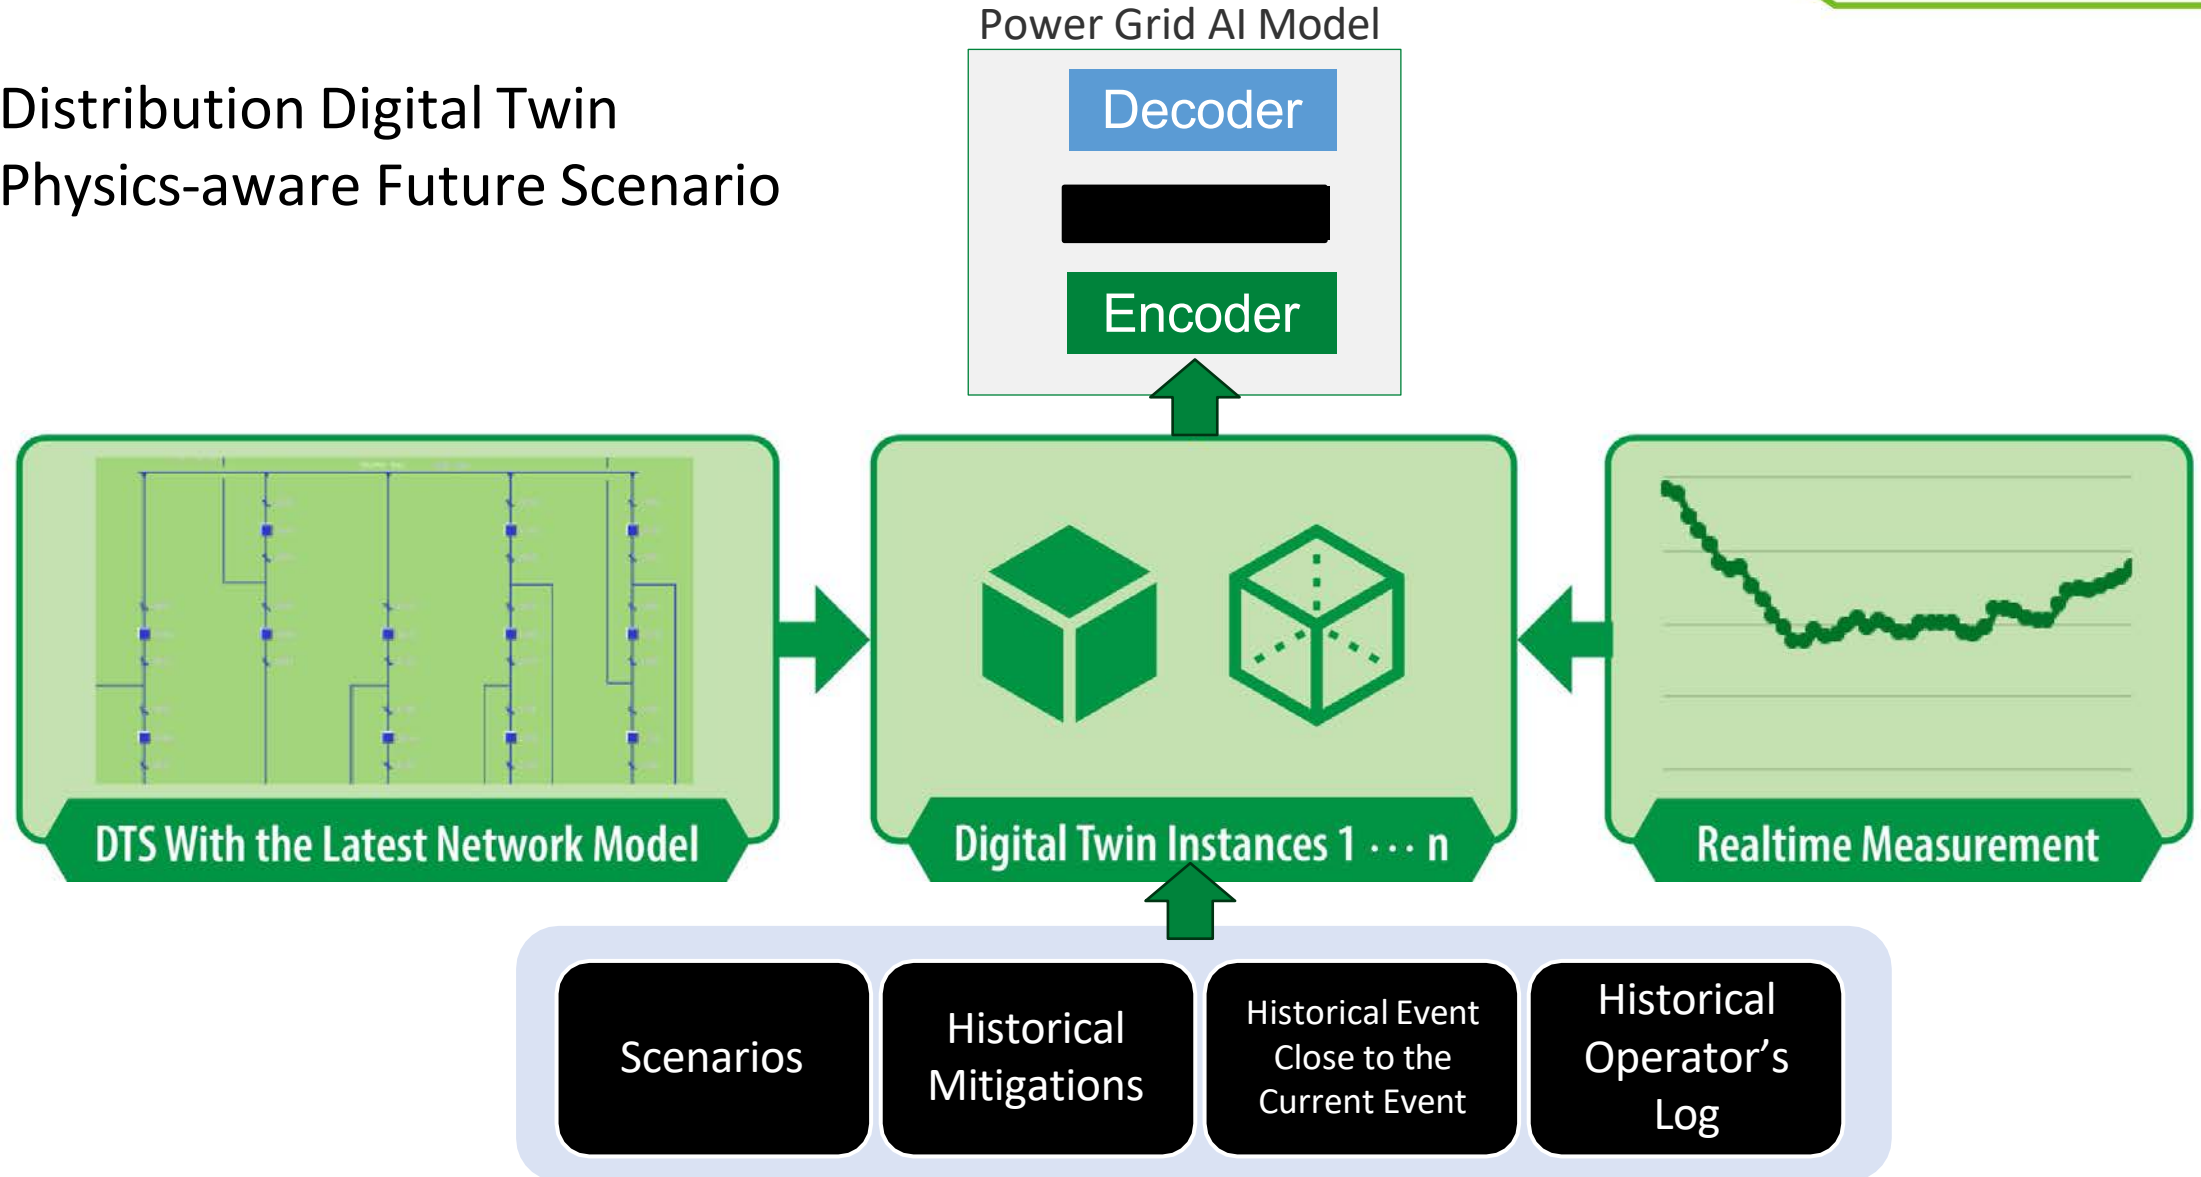 Power Grid AI Model
Distribution Digital Twin
Physics-aware Future Scenario
Decoder
Encoder
DTS With the Latest Network Model
Digital Twin Instances 1 ··· n
Realtime Measurement
Scenarios
Historical
Mitigations
Historical Event
Close to the
Current Event
Historical
Operator’s
Log